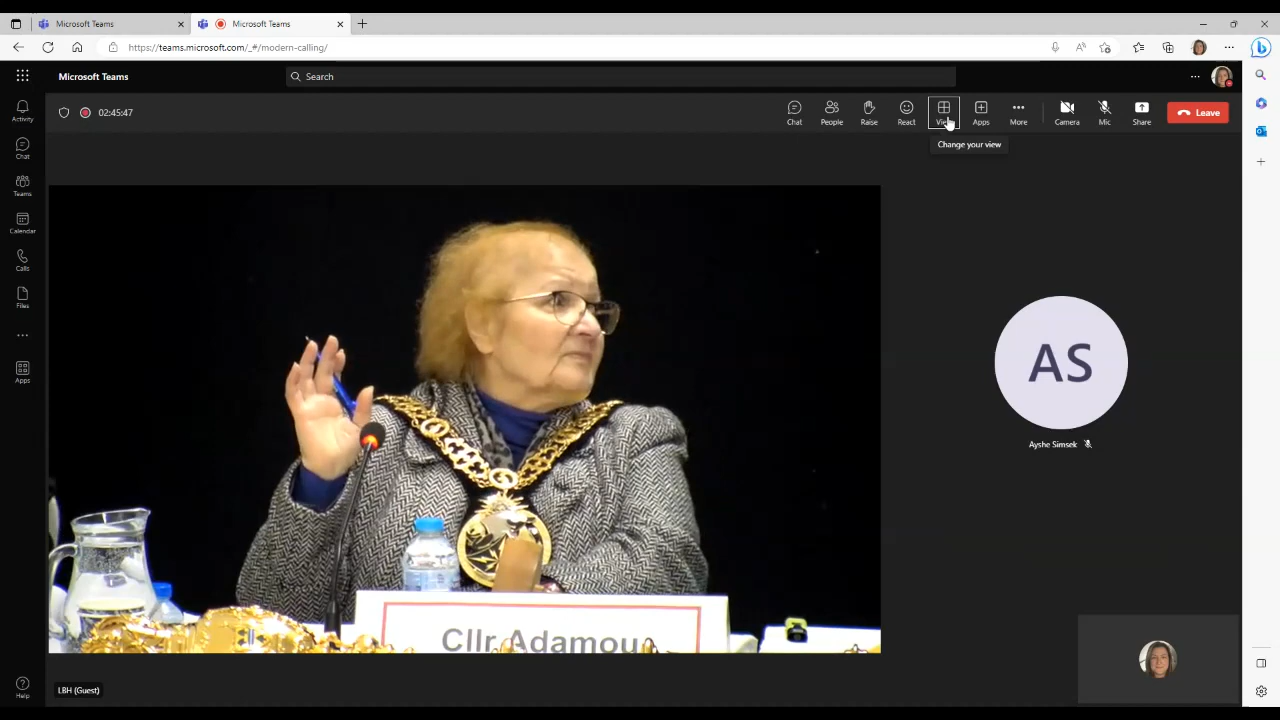 Microsoft Teams
Microsoft Teams
https://teams.microsoft.com/_#/modern-calling/
Microsoft Teams
Search
Activity
Chat
Teams
Calendar
Calls
Files
Apps
Help
02:45:47
Chat
People
Raise
React
View
Apps
More
Camera
Mic
Share
Leave
Change your view
AS
Ayshe Simsek
Cllr Adamou
LBH (Guest)